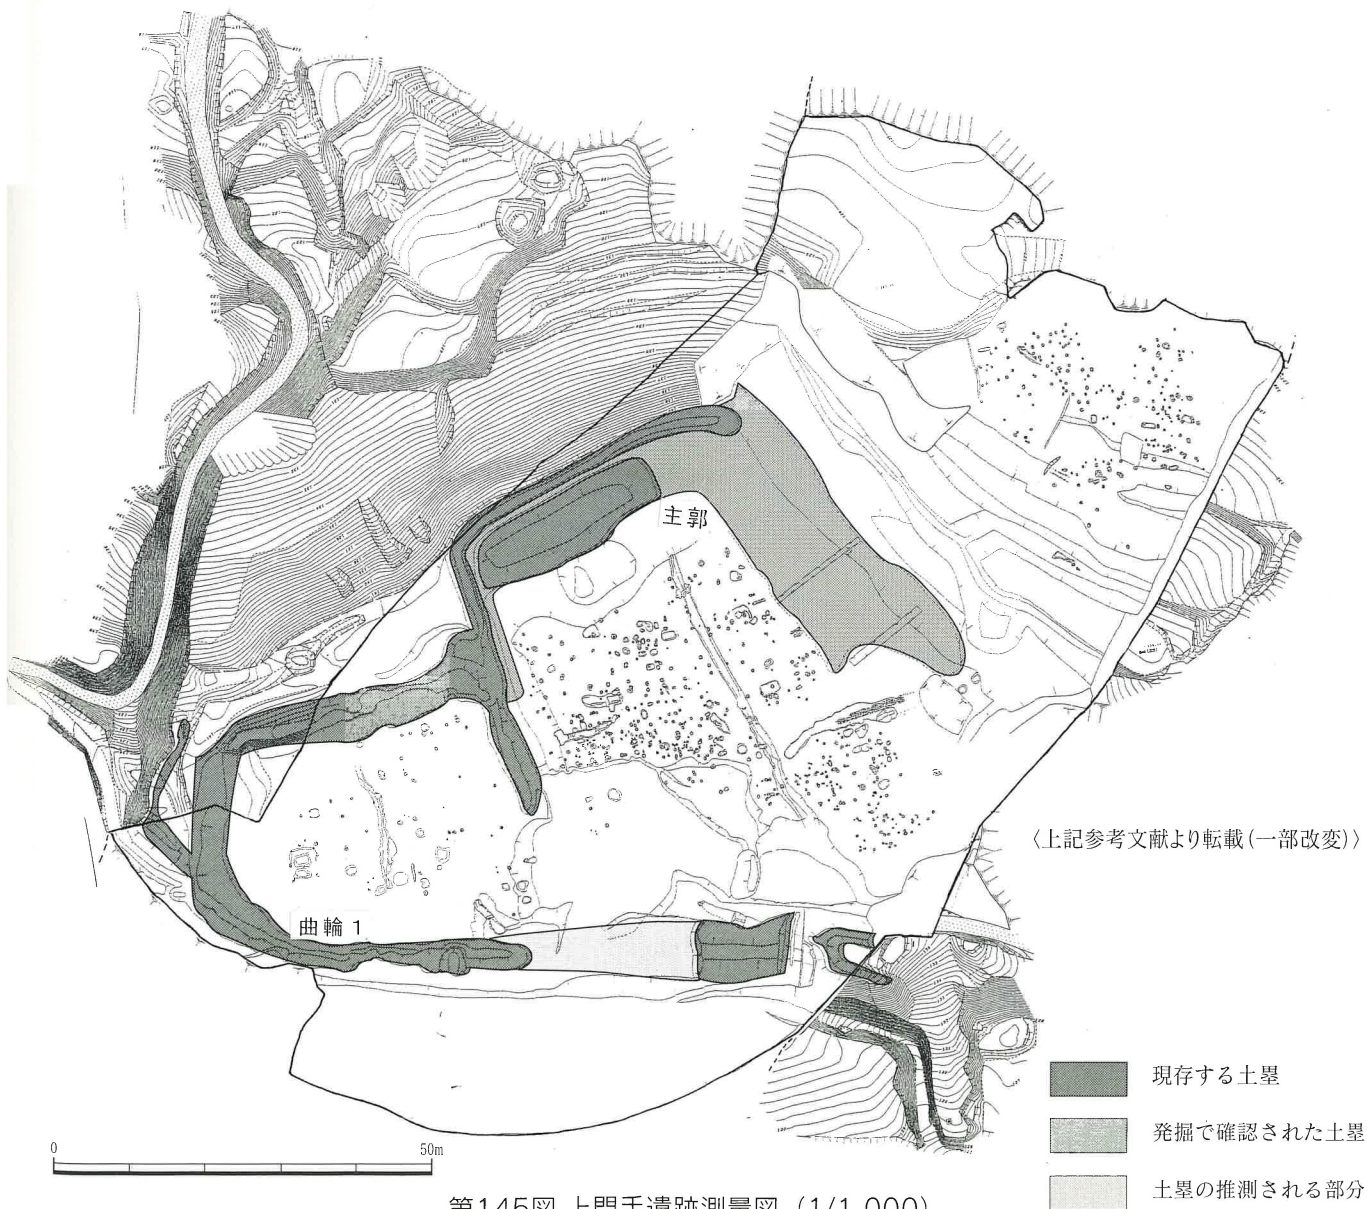 主郭
〈上記参考文献より転載(一部改変)〉
曲輪1
現存する土塁
発掘で確認された土塁
土塁の推測される部分
0 50m